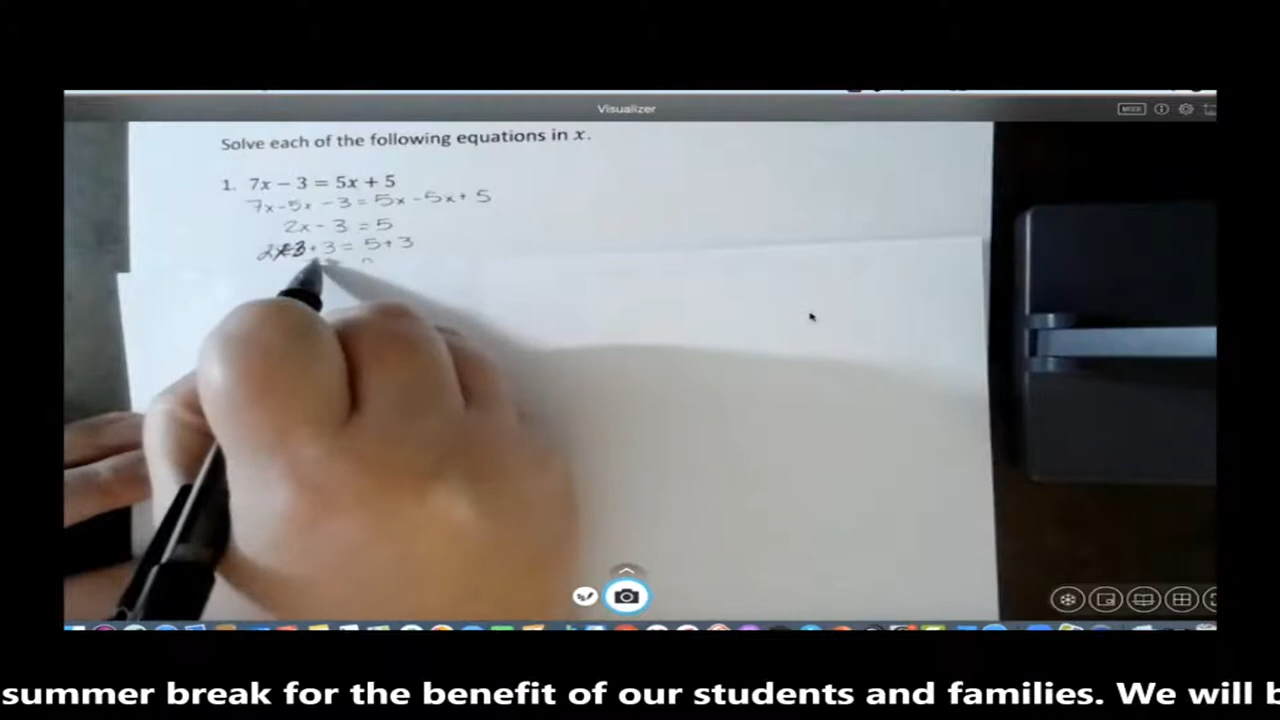 Visualizer
MODE
Solve each of the following equations in x.
1. 7x − 3 = 5x + 5
7x - 5x - 3 = 5x - 5x + 5
2x - 3 = 5
+ 3 = 5 + 3
summer break for the benefit of our students and families. We will b